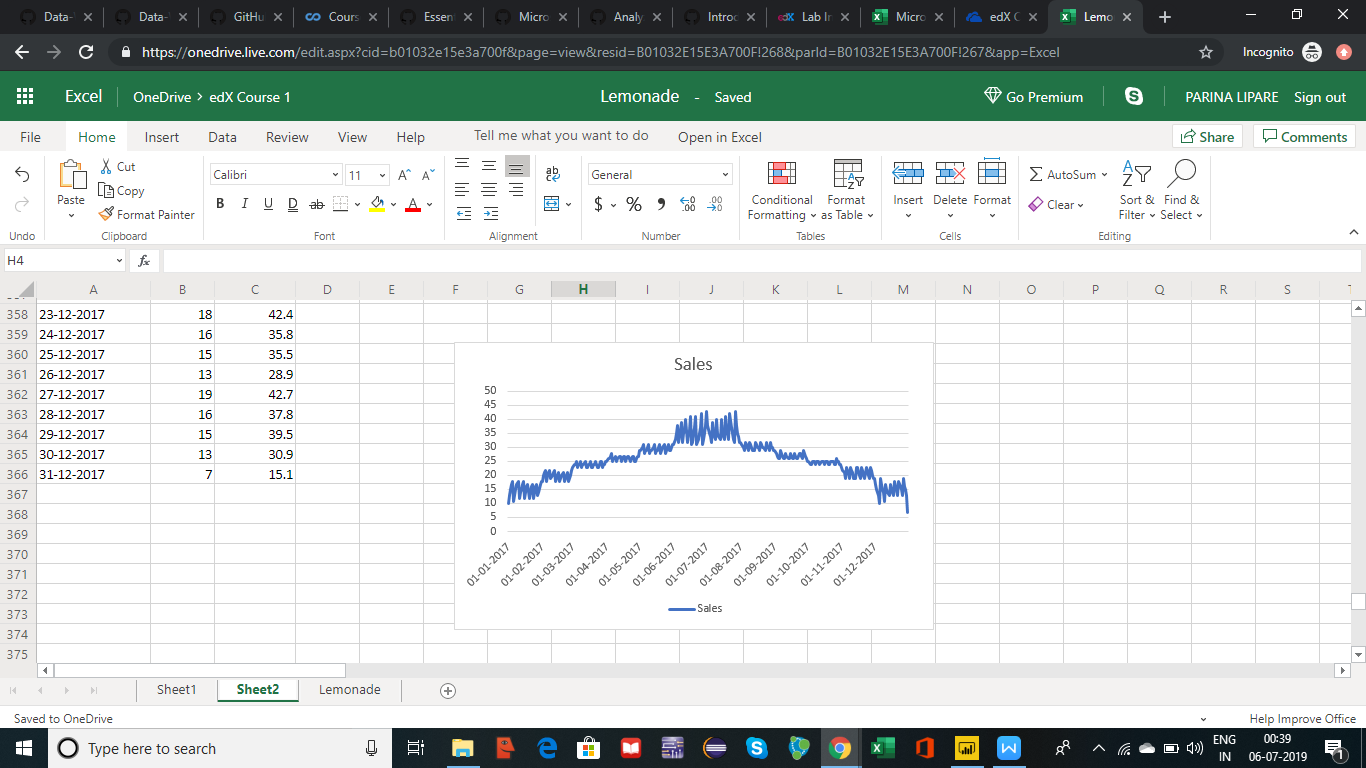 Data-
Data-
GitHu
Cours
Essen
Micro
Analy
Introd
edX Lab In
Micro
edX C
Lemo
https://onedrive.live.com/edit.aspx?cid=b01032e15e3a700f&page=view&resid=B01032E15E3A700F!268&parId=B01032E15E3A700F!267&app=Excel
Incognito
Excel OneDrive > edX Course 1 Lemonade - Saved Go Premium PARINA LIPARE Sign out
File Home Insert Data Review View Help Tell me what you want to do Open in Excel Share Comments
Cut
Copy
Format Painter
Paste
Calibri 11
B I U D ab A
General
$ % 9 .00
Conditional Formatting
Format as Table
Insert Delete Format
AutoSum
Clear
Sort & Filter
Find & Select
Undo Clipboard Font Alignment Number Tables Cells Editing
H4 fx
A B C D E F G H I J K L M N O P Q R S T
358 23-12-2017 18 42.4
359 24-12-2017 16 35.8
360 25-12-2017 15 35.5
361 26-12-2017 13 28.9
362 27-12-2017 19 42.7
363 28-12-2017 16 37.8
364 29-12-2017 15 39.5
365 30-12-2017 13 30.9
366 31-12-2017 7 15.1
367
368
369
370
371
372
373
374
375
Sales
50
45
40
35
30
25
20
15
10
5
0
01-01-2017 01-02-2017 01-03-2017 01-04-2017 01-05-2017 01-06-2017 01-07-2017 01-08-2017 01-09-2017 01-10-2017 01-11-2017 01-12-2017
Sales
Sheet1 Sheet2 Lemonade
Saved to OneDrive Help Improve Office
Type here to search
ENG
IN
00:39
06-07-2019
1